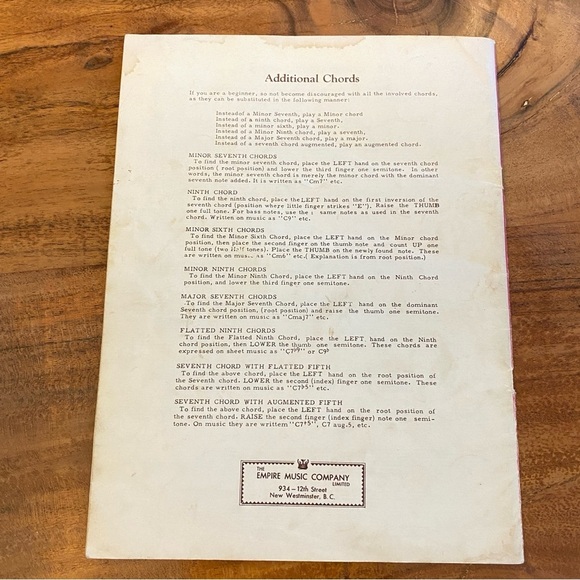 Additional Chords
If you are a beginner, so not become discouraged with all the involved chords,
as they can be substituted in the following manner:
Insteadof a Minor Seventh, play a Minor chord
Instead of a ninth chord, play a Seventh,
Instead of a minor sixth, play a minor.
Instead of a Minor Ninth chord, play a seventh,
Instead of a Major Seventh chord, play a major.
Instead of a seventh chord augmented, play an augmented chord.
MINOR SEVENTH CHORDS
To find the minor seventh chord, place the LEFT hand on the seventh chord
position ( root position) and lower the third finger one semitone. In other
words, the minor seventh chord is merely the minor chord with the dominant
seventh note added. It is written as "Cm7" etc.
NINTH CHORD
To find the ninth chord, place the LEFT hand on the first inversion of the
seventh chord (position where little finger strikes "E"). Raise the THUMB
one full tone. For bass notes, use the same notes as used in the seventh
chord. Written on music as "C9" etc.
MINOR SIXTH CHORDS
To find the Minor Sixth Chord, place the LEFT hand on the Minor chord
position, then place the second finger on the thumb note and count UP one
full tone (two tones). Place the THUMB on the newly found note. These
are written on as "Cm6" etc.( Explanation is from root position.)
MINOR NINTH CHORDS
To find the Minor Ninth Chord, place the LEFT hand on the Ninth Chord
position, and lower the third finger one semitone.
MAJOR SEVENTH CHORDS
To find the Major Seventh Chord, place the LEFT hand on the dominant
Seventh chord position, (root position) and raise the thumb one semitone.
They are written on music as "Cmaj7" etc.
FLATTED NINTH CHORDS
To find the Flatted Ninth Chord, place the LEFT hand on the Ninth
chord position, then LOWER the thumb one semitone. These chords are
expressed on sheet music as "C7♭9" or C9♭
SEVENTH CHORD WITH FLATTED FIFTH
To find the above chord, place the LEFT hand on the root position of
the Seventh chord. LOWER the second (index) finger one semitone. These
chords are written on music as "C7♭5" etc.
SEVENTH CHORD WITH AUGMENTED FIFTH
To find the above chord, place the LEFT hand on the root position of
the seventh chord. RAISE the second finger (index finger) note one semi-
tone. On music they are writtem "C7♯5", C7 aug.5, etc.
THE
EMPIRE MUSIC COMPANY
LIMITED
934 - 12th Street
New Westminster, B. C.